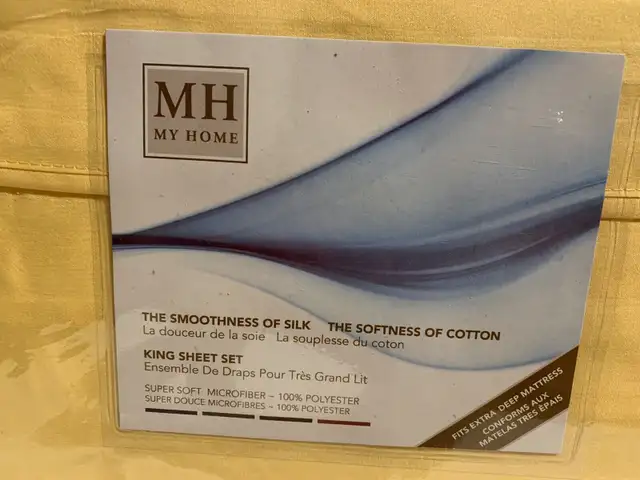 MH
MY HOME
THE SMOOTHNESS OF SILK THE SOFTNESS OF COTTON
La douceur de la soie La souplesse du coton
KING SHEET SET
Ensemble De Draps Pour Très Grand Lit
SUPER SOFT MICROFIBER ~ 100% POLYESTER
SUPER DOUCE MICROFIBRES ~ 100% POLYESTER
FITS EXTRA DEEP MATTRESS
CONFORMS AUX
MATELAS TRES ÉPAIS